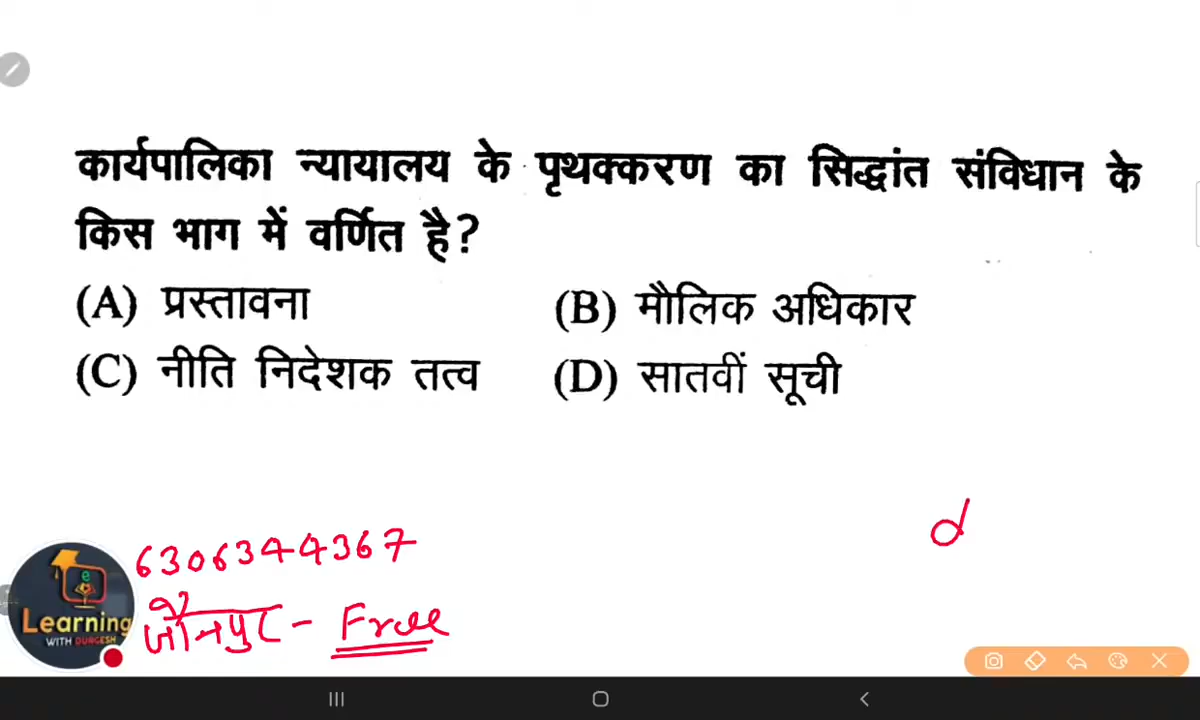 कार्यपालिका न्यायालय के पृथक्करण का सिद्धांत संविधान के
किस भाग में वर्णित है?
(A) प्रस्तावना
(B) मौलिक अधिकार
(C) नीति निदेशक तत्व
(D) सातवीं सूची
d
6306344367
जौनपुर - Free
e
Learning
WITH DURGESH